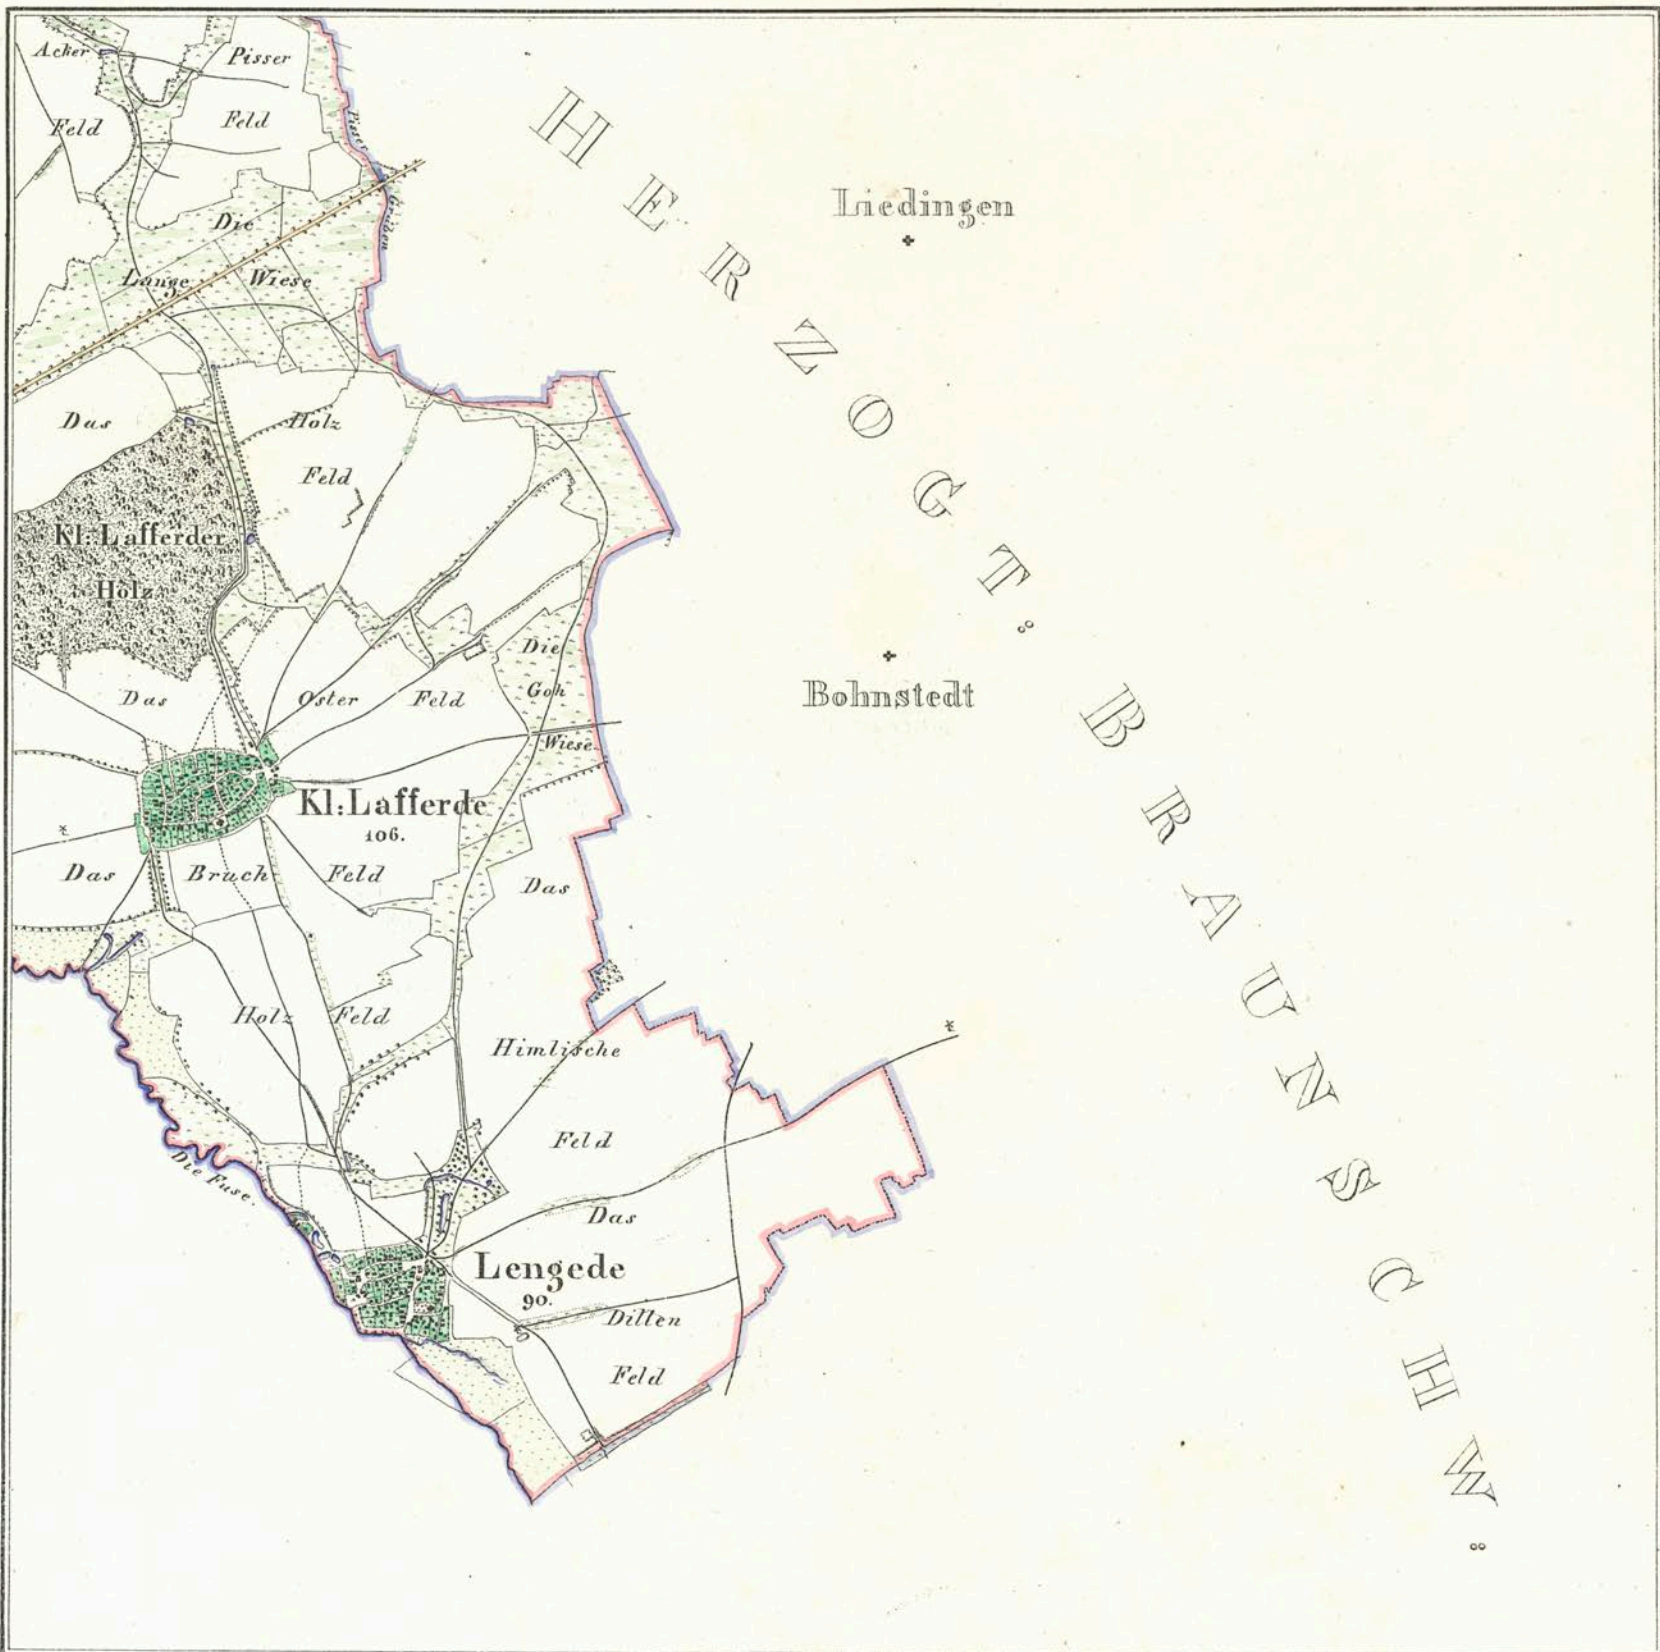 Acker
Feld
Pisser
Feld
Pisser
Graben
Die
Lange Wiese
HERZOGT: BRAUNSCHW:
Liedingen
Das Holz
Feld
Kl: Lafferder
Holz
Bohnstedt
Die
Goh
Wiese
Das Oster Feld
Kl: Lafferde
106.
Das Bruch Feld
Das
Himlische
Feld
Holz Feld
Die Fuse.
Das
Dillen
Feld
Lengede
90.